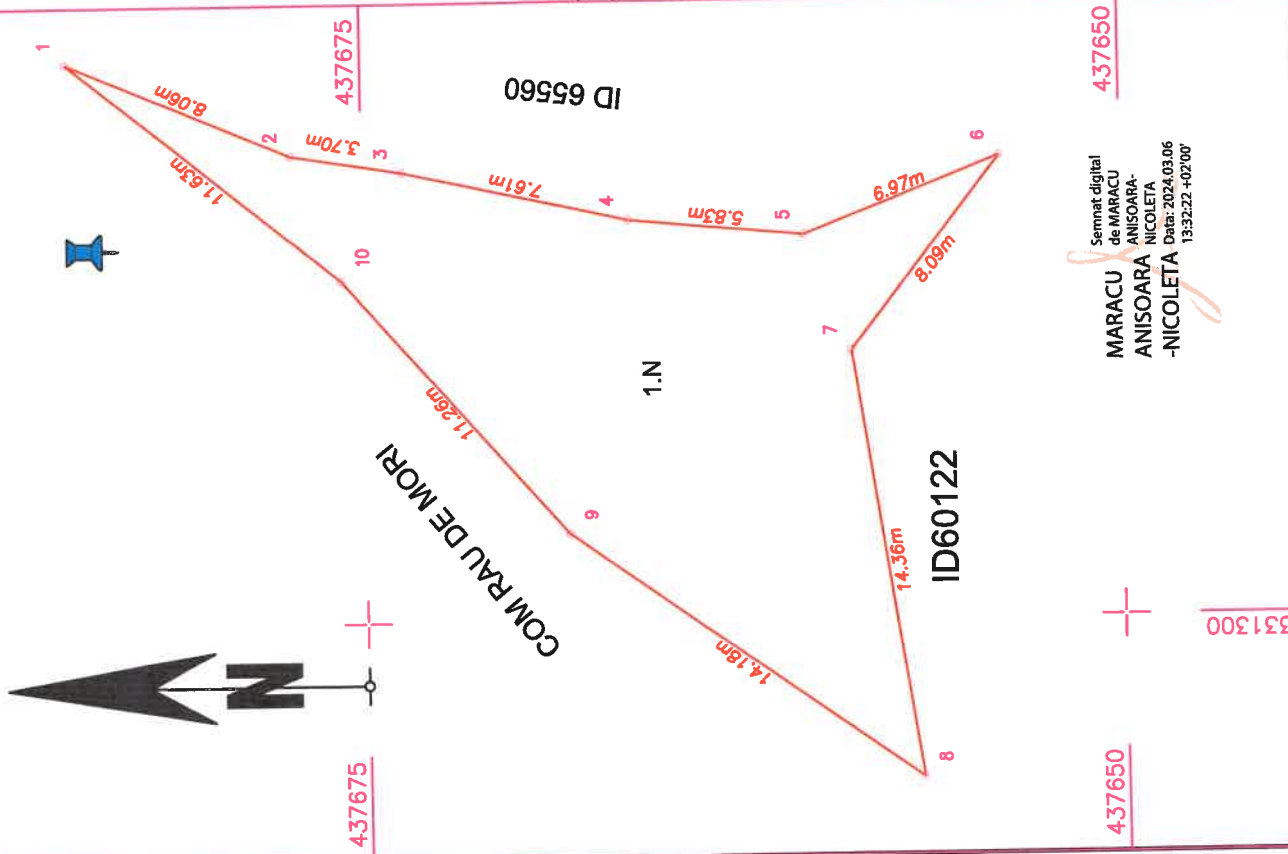 1
437675
ID 65560
8.06m
2
3.70m
3
11.63m
7.61m
4
10
5.83m
5
6.97m
6
8.09m
7
437650
1.N
11.26m
COM RAU DE MORI
9
14.18m
14.36m
ID60122
8
N
437675
437650
331300
MARACU
ANISOARA
-NICOLETA
Semnat digital
de MARACU
ANISOARA-
NICOLETA
Data: 2024.03.06
13:32:22 +02'00'